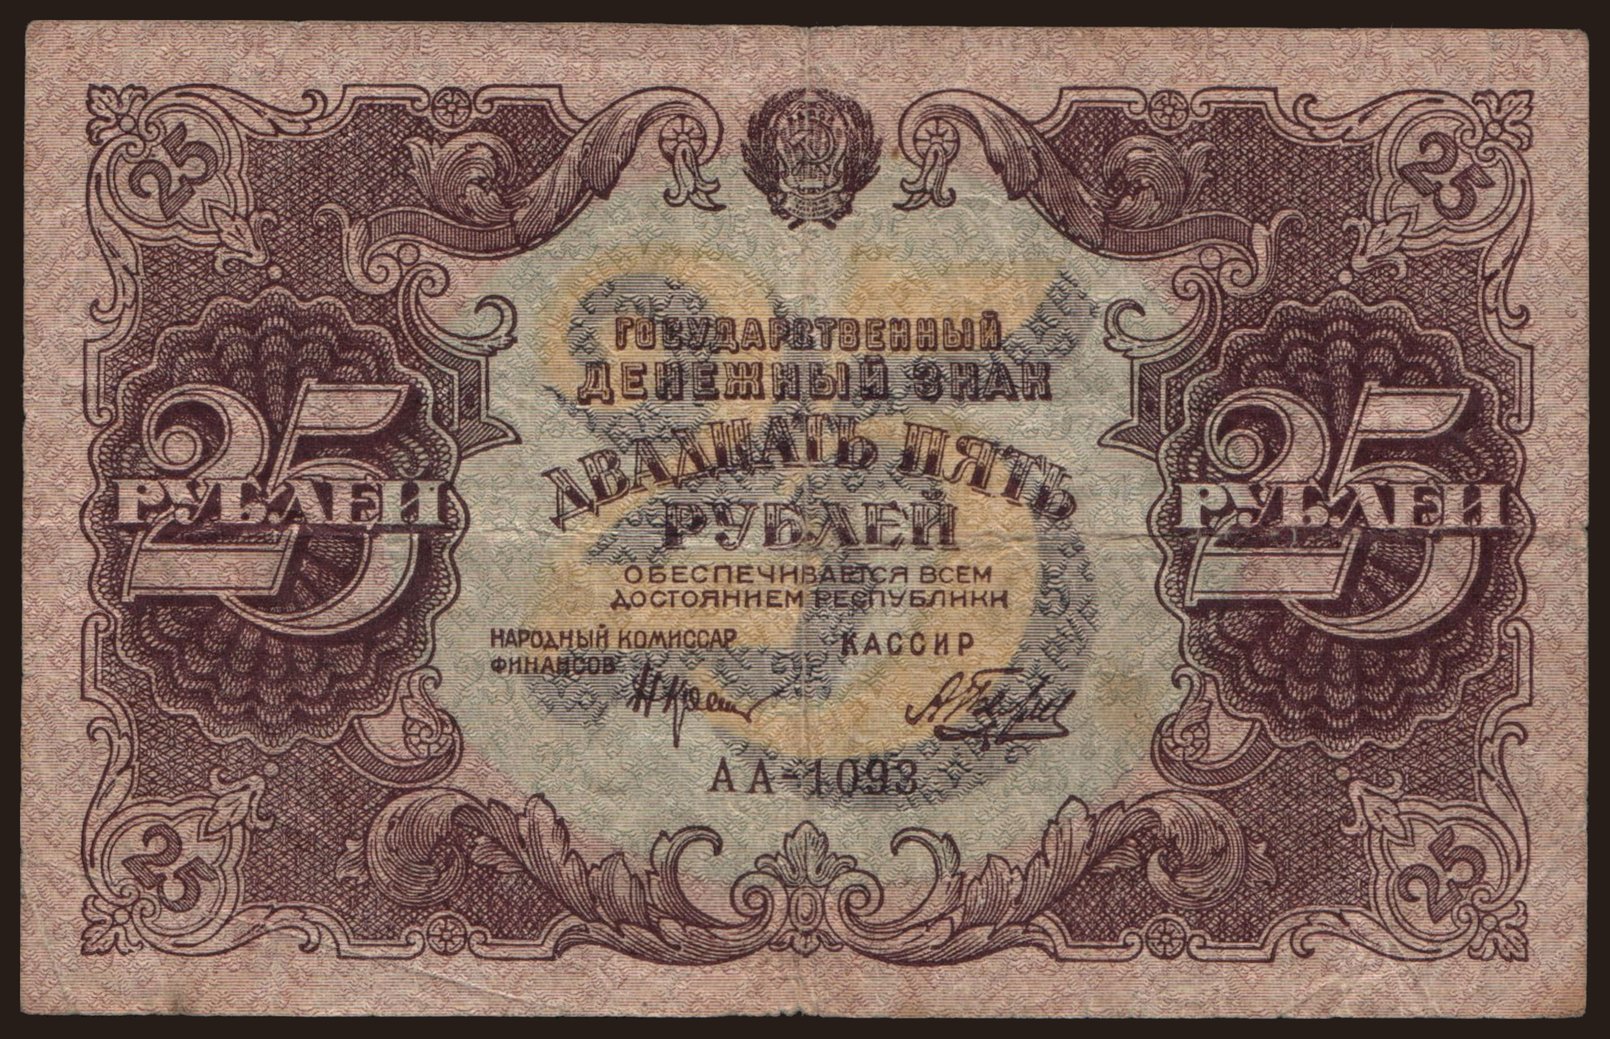 25 25
25
ГОСУДАРСТВЕННЫЙ
ДЕНЕЖНЫЙ ЗНАК
ДВАДЦАТЬ ПЯТЬ
РУБЛЕЙ
25 РУБЛЕЙ
25 РУБЛЕЙ
ОБЕСПЕЧИВАЕТСЯ ВСЕМ
ДОСТОЯНИЕМ РЕСПУБЛИКИ
НАРОДНЫЙ КОМИССАР
ФИНАНСОВ
КАССИР
АА-1093
25 25